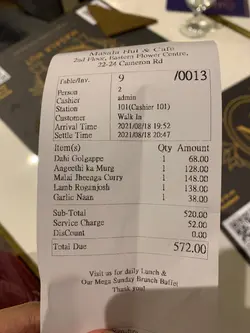 Masala Hut & Cafe
2nd Floor, Eastern Flower Centre,
22-24 Cameron Rd
Table/Inv. 9 /0013
Person 2
Cashier admin
Station 101(Cashier 101)
Customer Walk In
Arrival Time 2021/08/18 19:52
Settle Time 2021/08/18 20:47
Item(s) Qty Amount
Dahi Golgappe 1 68.00
Angeethi ka Murg 1 128.00
Malai Jheenga Curry 1 148.00
Lamb Roganjosh 1 138.00
Garlic Naan 1 38.00
Sub-Total 520.00
Service Charge 52.00
DisCount 0.00
Total Due 572.00
Visit us for daily Lunch &
Our Mega Sunday Brunch Buffet
Thank you!